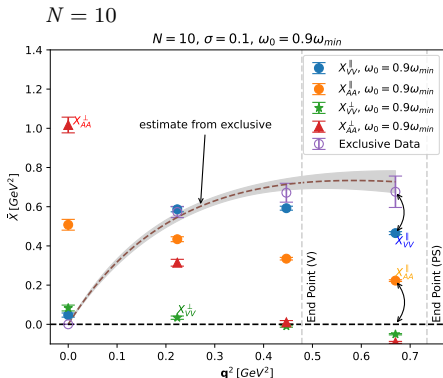 N = 10
N = 10, σ = 0.1, ω₀ = 0.9ω_min
1.4
1.2
1.0
0.8
0.6
0.4
0.2
0.0
X̄ [GeV²]
X^⊥_AA
estimate from exclusive
X^∥_VV, ω₀ = 0.9ω_min
X^∥_AA, ω₀ = 0.9ω_min
X^⊥_VV, ω₀ = 0.9ω_min
X^⊥_AA, ω₀ = 0.9ω_min
Exclusive Data
X^⊥_VV
X^∥_VV
X^∥_AA
End Point (V)
End Point (PS)
0.0 0.1 0.2 0.3 0.4 0.5 0.6 0.7
q² [GeV²]